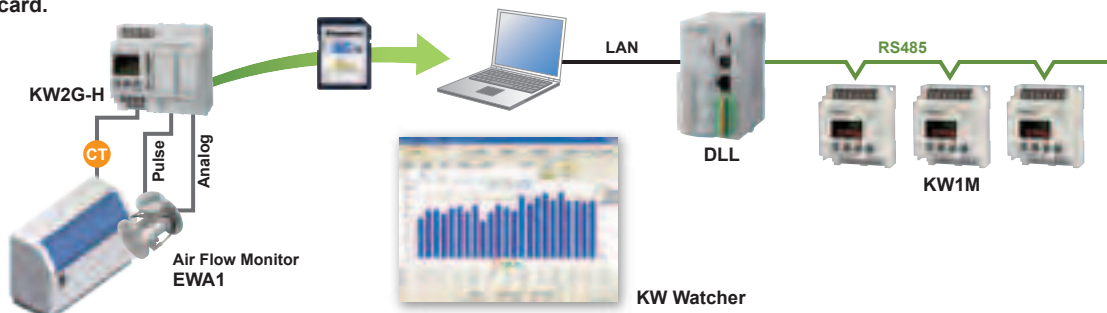 card.
KW2G-H
CT
Pulse
Analog
Air Flow Monitor
EWA1
LAN
DLL
RS485
KW1M
KW Watcher